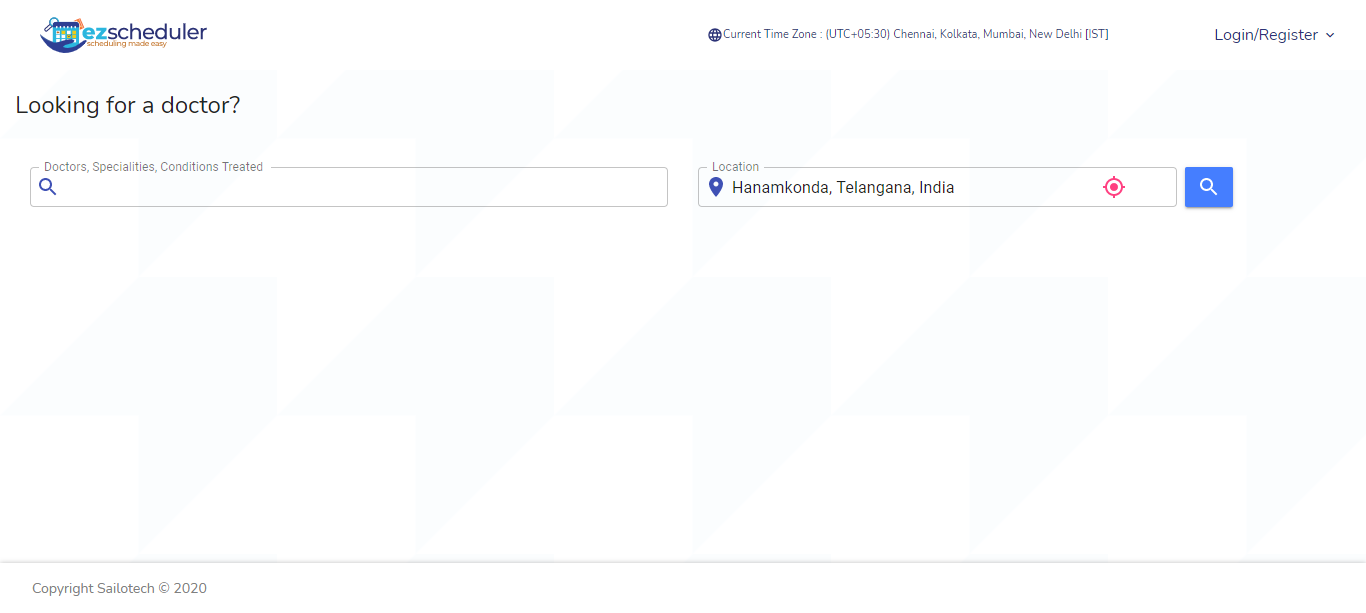 ezscheduler
scheduling made easy
Current Time Zone : (UTC+05:30) Chennai, Kolkata, Mumbai, New Delhi [IST]
Login/Register
Looking for a doctor?
Doctors, Specialities, Conditions Treated
Location
Hanamkonda, Telangana, India
Copyright Sailotech © 2020